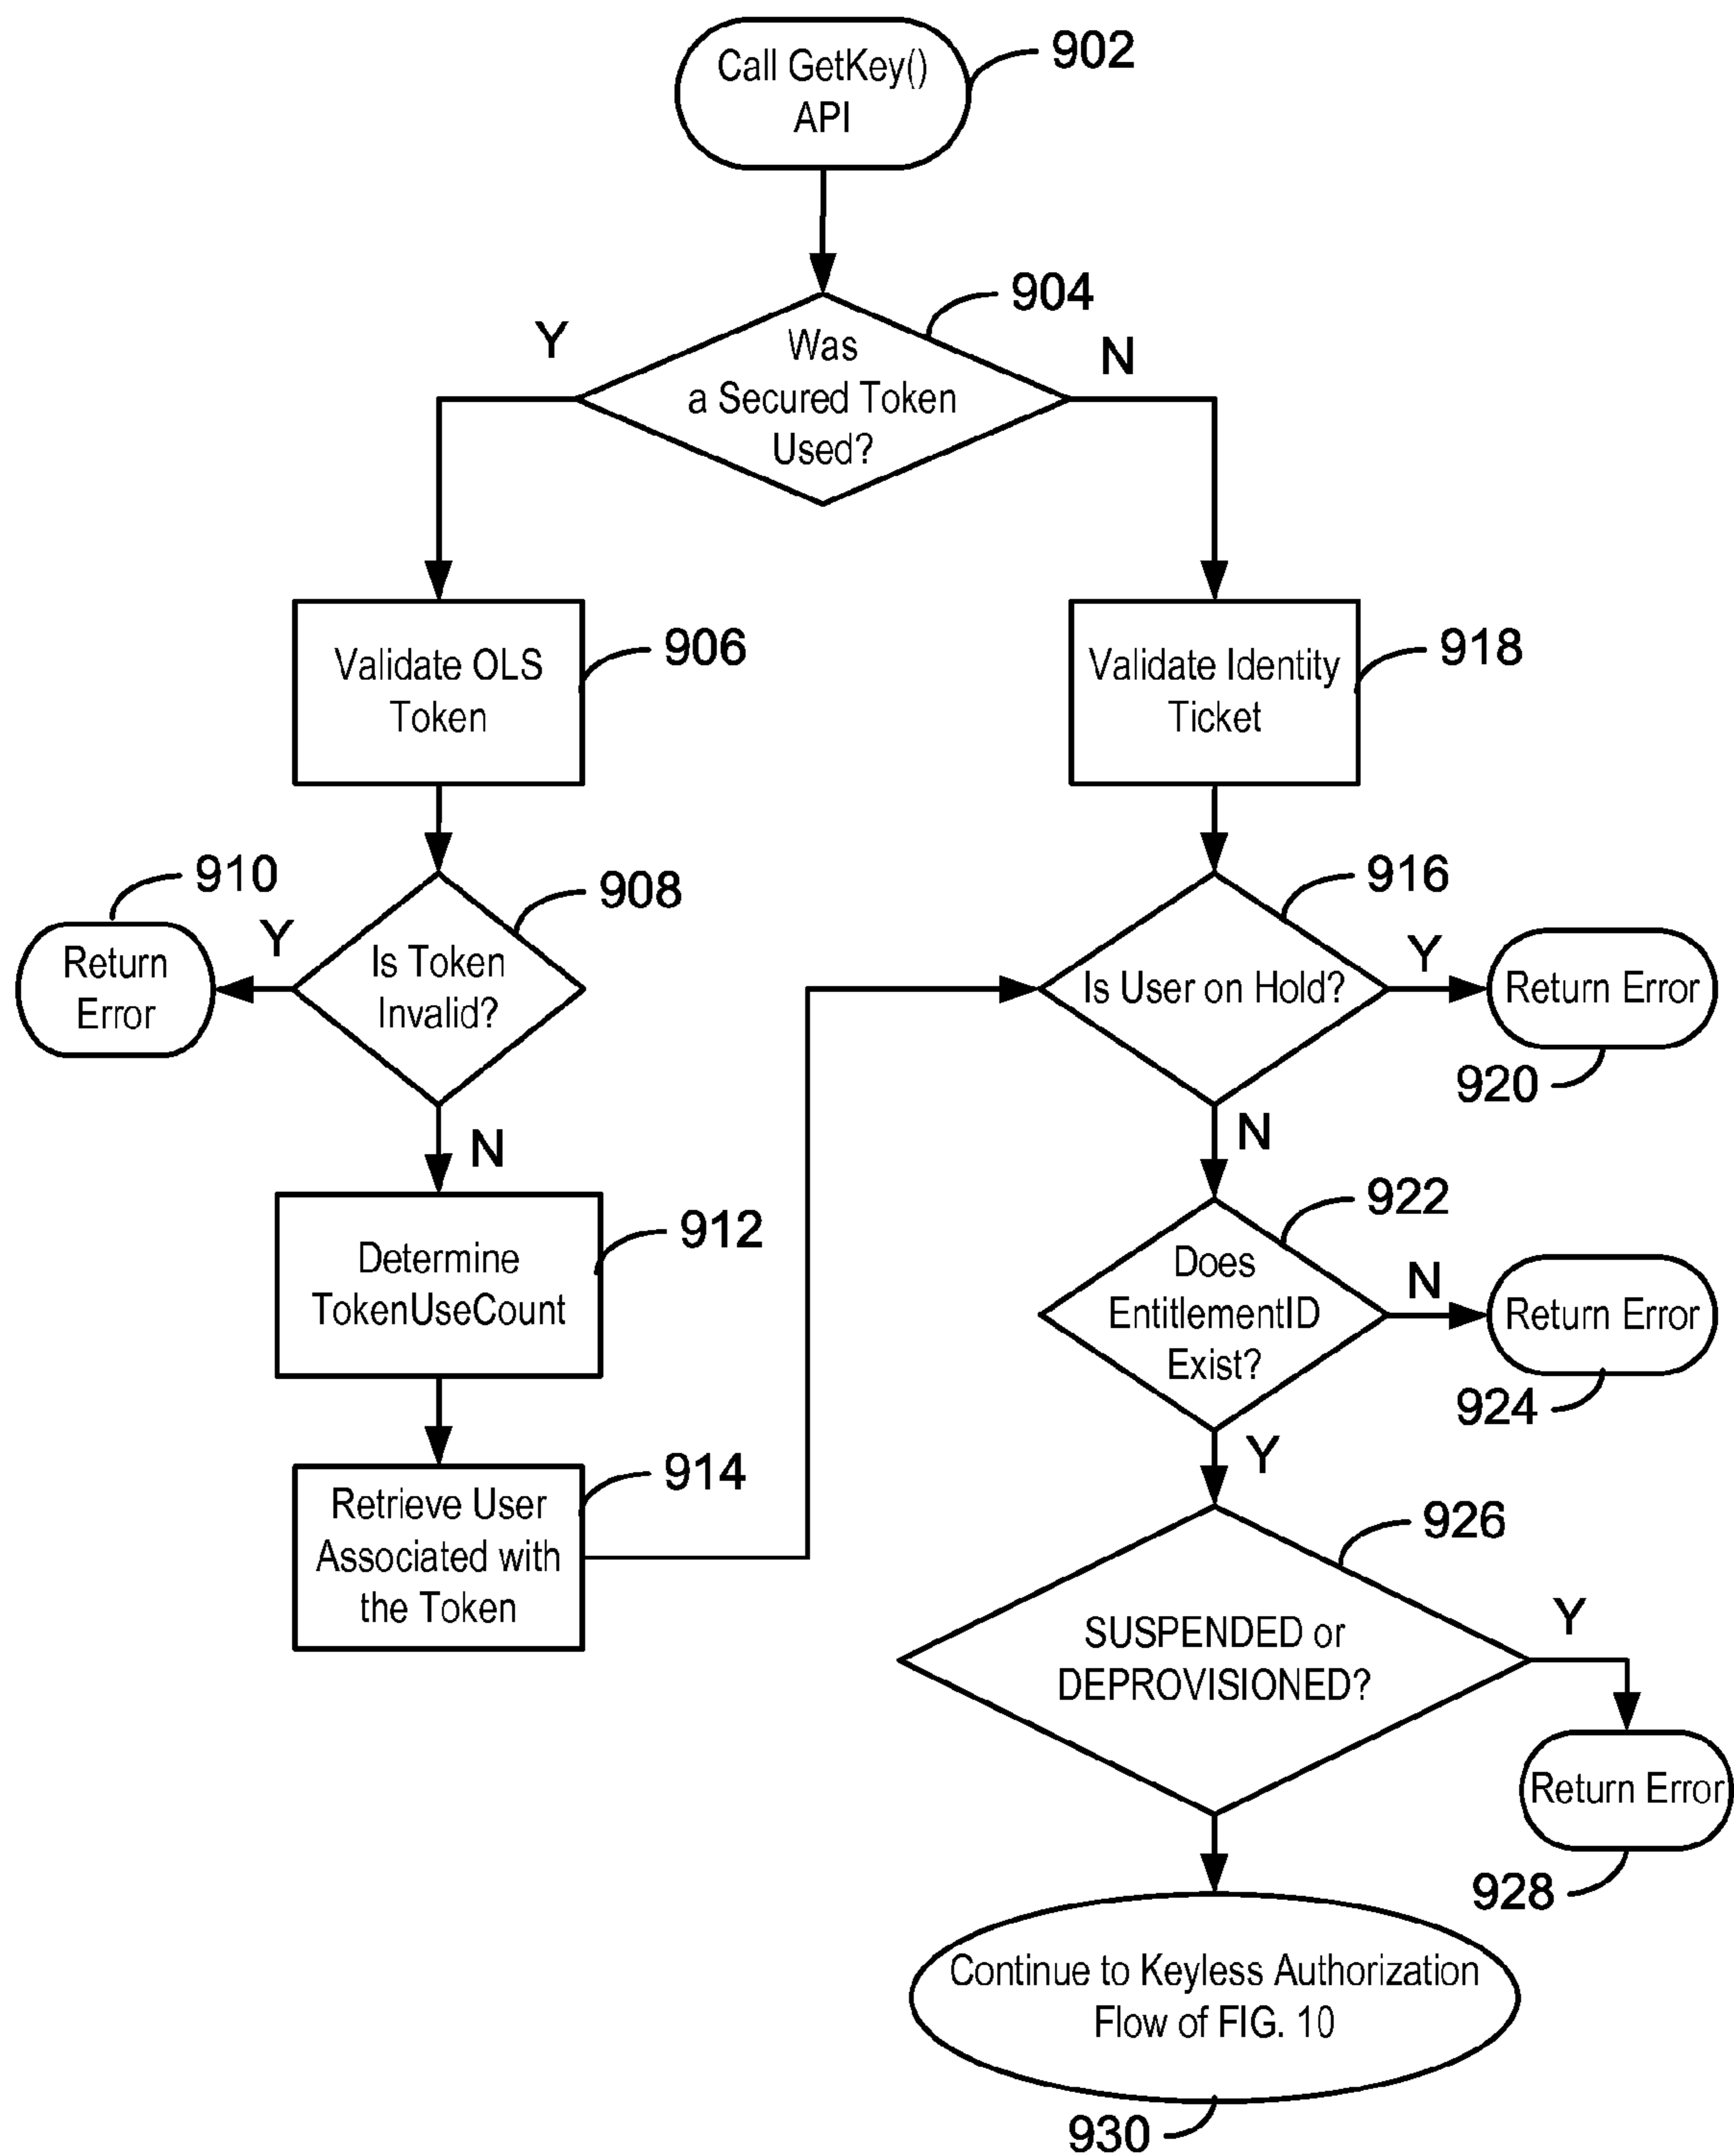 Call GetKey()
API
902
Was
a Secured Token
Used?
904
Y
N
Validate OLS
Token
906
Validate Identity
Ticket
918
Is Token
Invalid?
908
Y
Return
Error
910
N
Is User on Hold?
916
Y
Return Error
920
N
Determine
TokenUseCount
912
Does
EntitlementID
Exist?
922
N
Return Error
924
Y
Retrieve User
Associated with
the Token
914
SUSPENDED or
DEPROVISIONED?
926
Y
Return Error
928
Continue to Keyless Authorization
Flow of FIG. 10
930